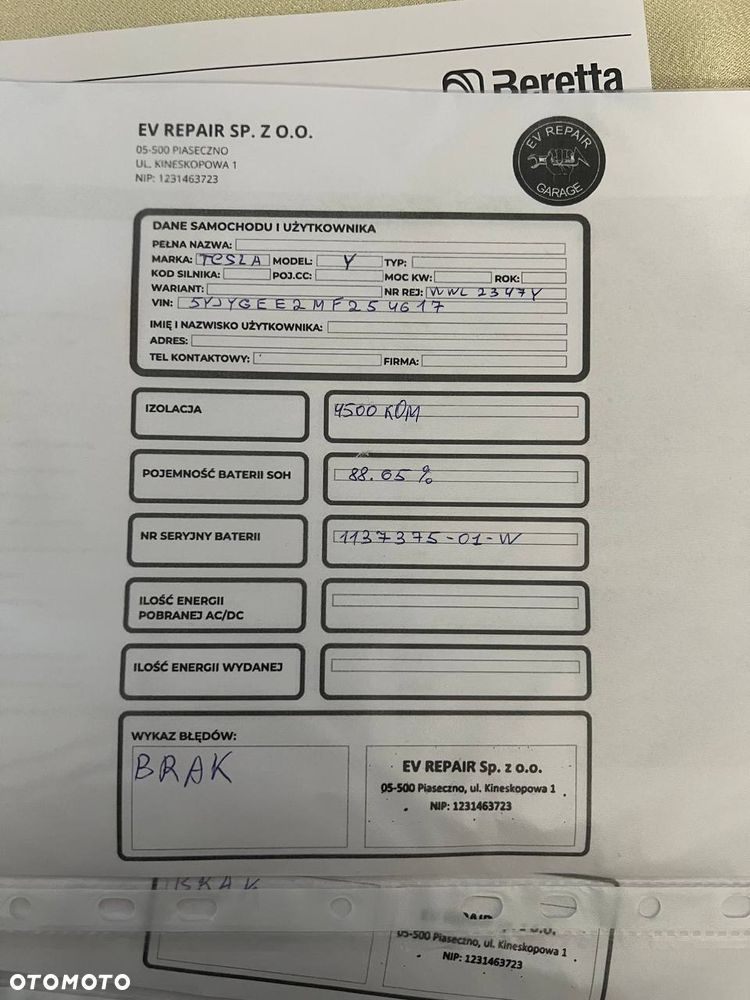 Beretta
EV REPAIR SP. Z O.O.
05-500 PIASECZNO
UL. KINESKOPOWA 1
NIP: 1231463723
EV REPAIR
GARAGE
DANE SAMOCHODU I UŻYTKOWNIKA
PEŁNA NAZWA:
MARKA: TESLA MODEL: Y TYP:
KOD SILNIKA: POJ.CC: MOC KW: ROK:
WARIANT: NR REJ: WWL 2347Y
VIN: 5YJYGEE2MF254617
IMIĘ I NAZWISKO UŻYTKOWNIKA:
ADRES:
TEL KONTAKTOWY: FIRMA:
IZOLACJA 4500 KOM
POJEMNOŚĆ BATERII SOH 88.05 %
NR SERYJNY BATERII 1137375-01-W
ILOŚĆ ENERGII
POBRANEJ AC/DC
ILOŚĆ ENERGII WYDANEJ
WYKAZ BŁĘDÓW:
BRAK
EV REPAIR Sp. z o.o.
05-500 Piaseczno, ul. Kineskopowa 1
NIP: 1231463723
BRAK
05-500 Piaseczno, ul. Kineskopowa 1
NIP: 1231463723
OTOMOTO